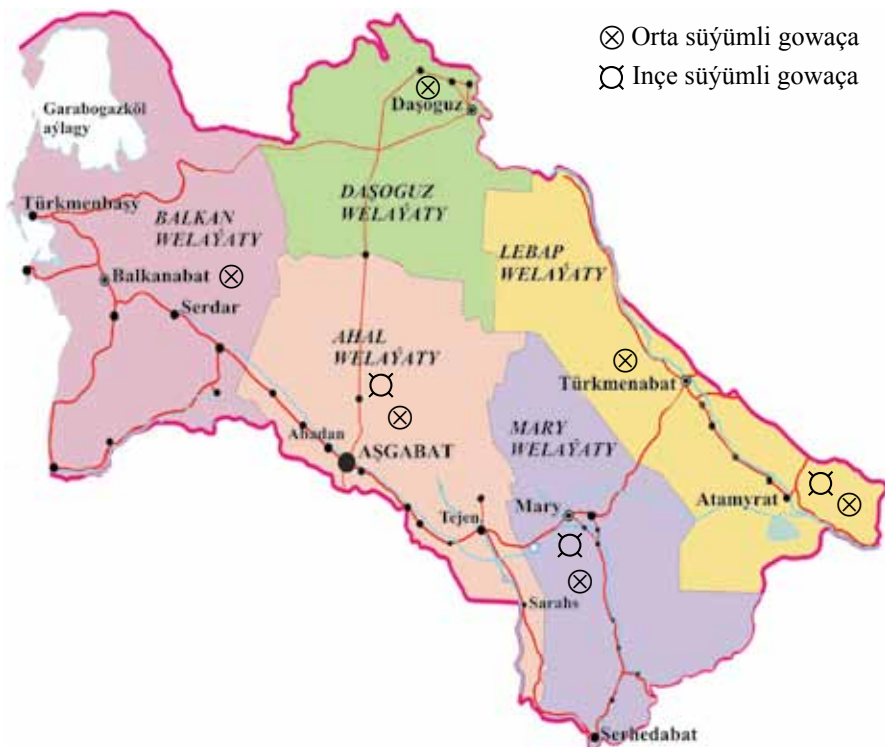 Orta süýümli gowaça
Inçe süýümli gowaça
Garabogazköl
aýlagy
Daşoguz
DAŞOGUZ
WELAÝATY
Türkmenbaşy
BALKAN
WELAÝATY
LEBAP
WELAÝATY
Balkanabat
Serdar
AHAL
WELAÝATY
Türkmenabat
MARY
WELAÝATY
Abadan
AŞGABAT
Atamyrat
Mary
Tejen
Sarahs
Serhedabat